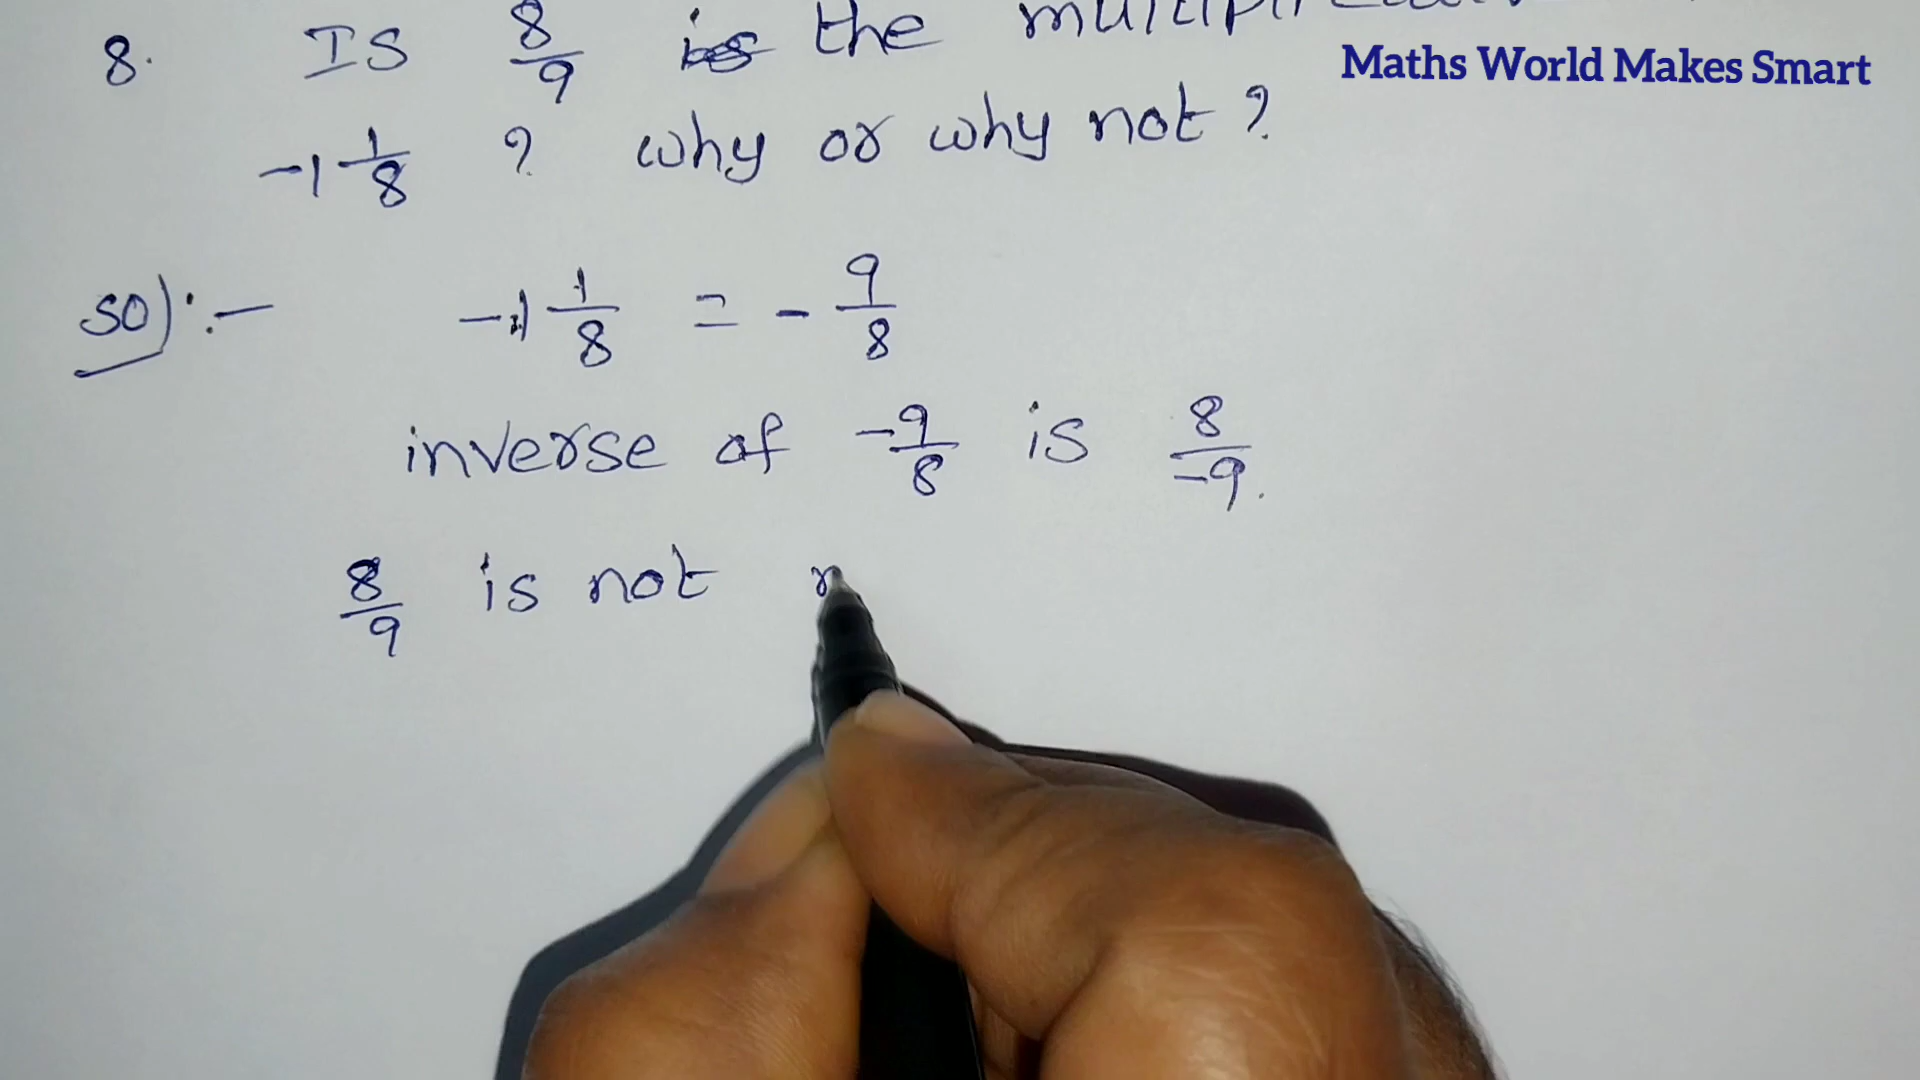 8. Is 8/9 is the
Maths World Makes Smart
-1 1/8 ? why or why not ?
Sol:- -1 1/8 = - 9/8
inverse of -9/8 is 8/-9.
8/9 is not